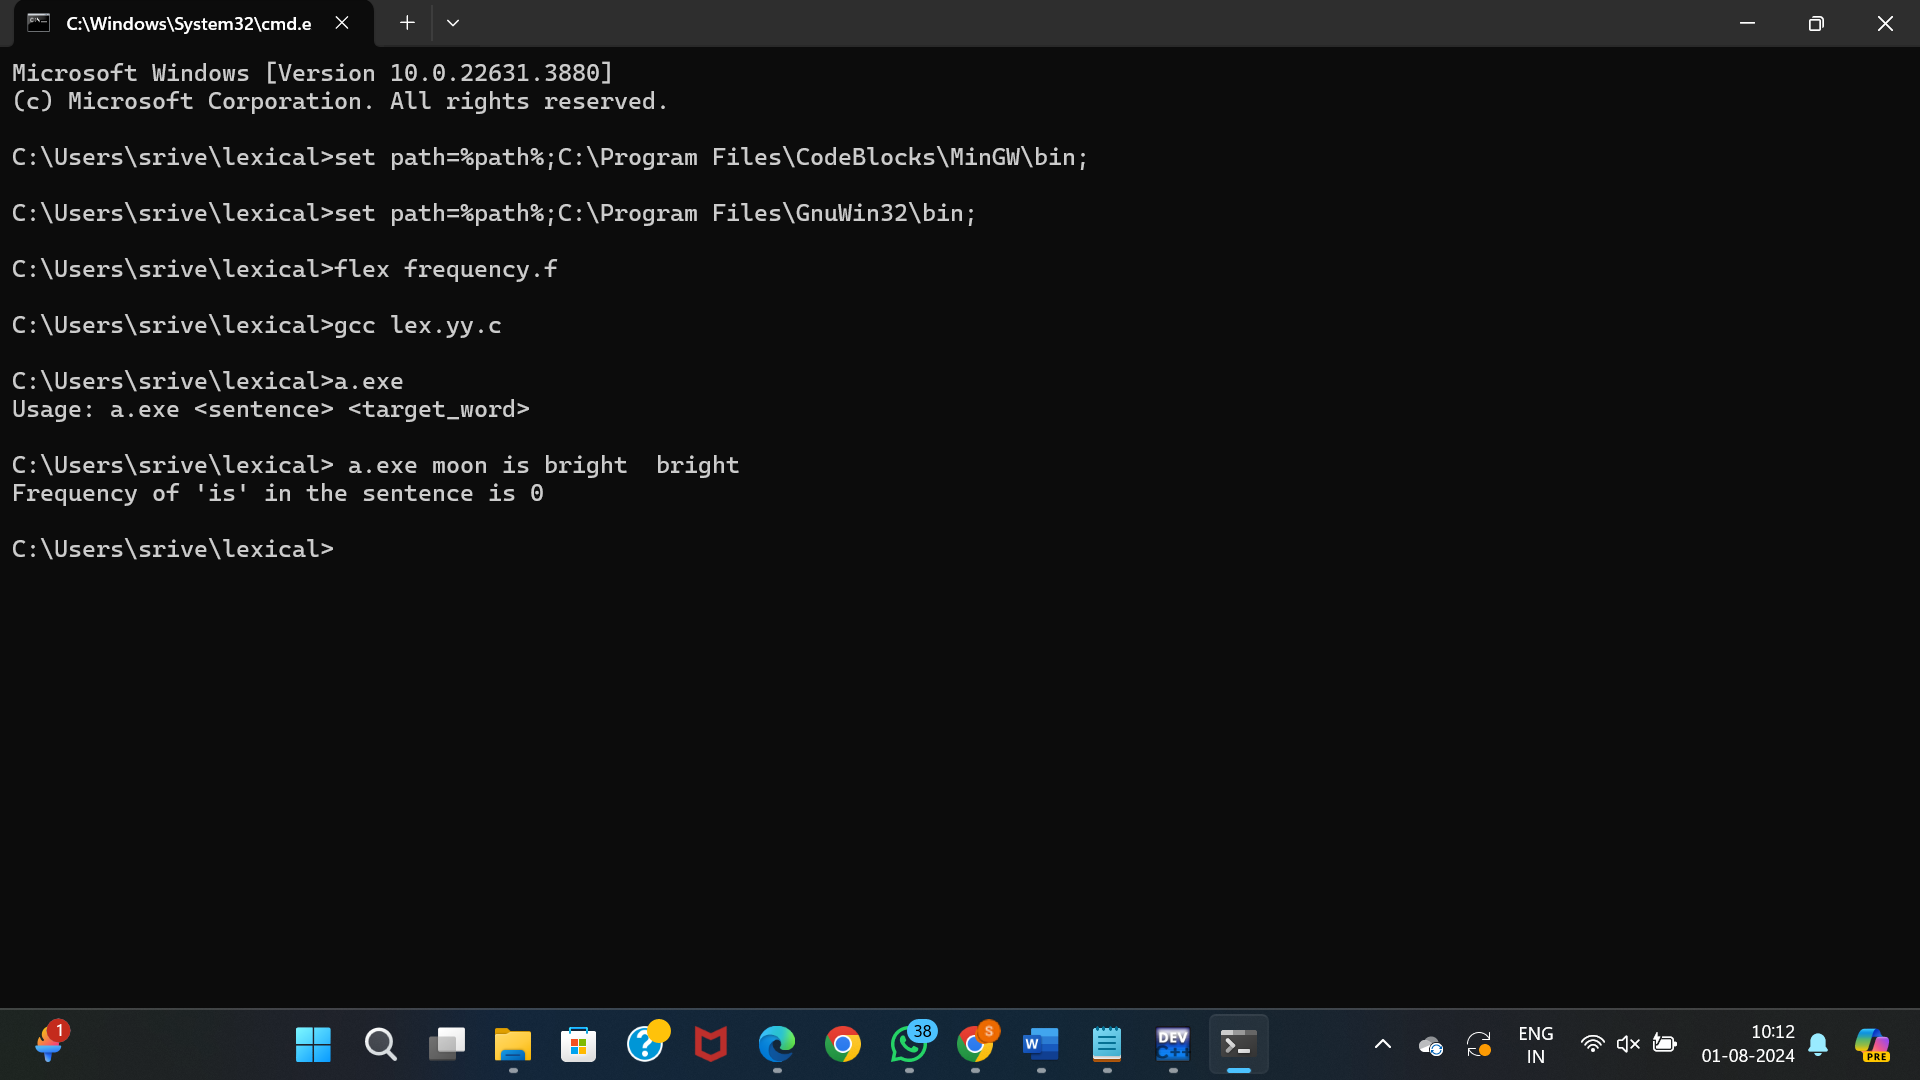 C:\Windows\System32\cmd.e
Microsoft Windows [Version 10.0.22631.3880]
(c) Microsoft Corporation. All rights reserved.
C:\Users\srive\lexical>set path=%path%;C:\Program Files\CodeBlocks\MinGW\bin;
C:\Users\srive\lexical>set path=%path%;C:\Program Files\GnuWin32\bin;
C:\Users\srive\lexical>flex frequency.f
C:\Users\srive\lexical>gcc lex.yy.c
C:\Users\srive\lexical>a.exe
Usage: a.exe <sentence> <target_word>
C:\Users\srive\lexical> a.exe moon is bright  bright
Frequency of 'is' in the sentence is 0
C:\Users\srive\lexical>
1
38
S
W
DEV
C++
ENG
IN
10:12
01-08-2024
PRE